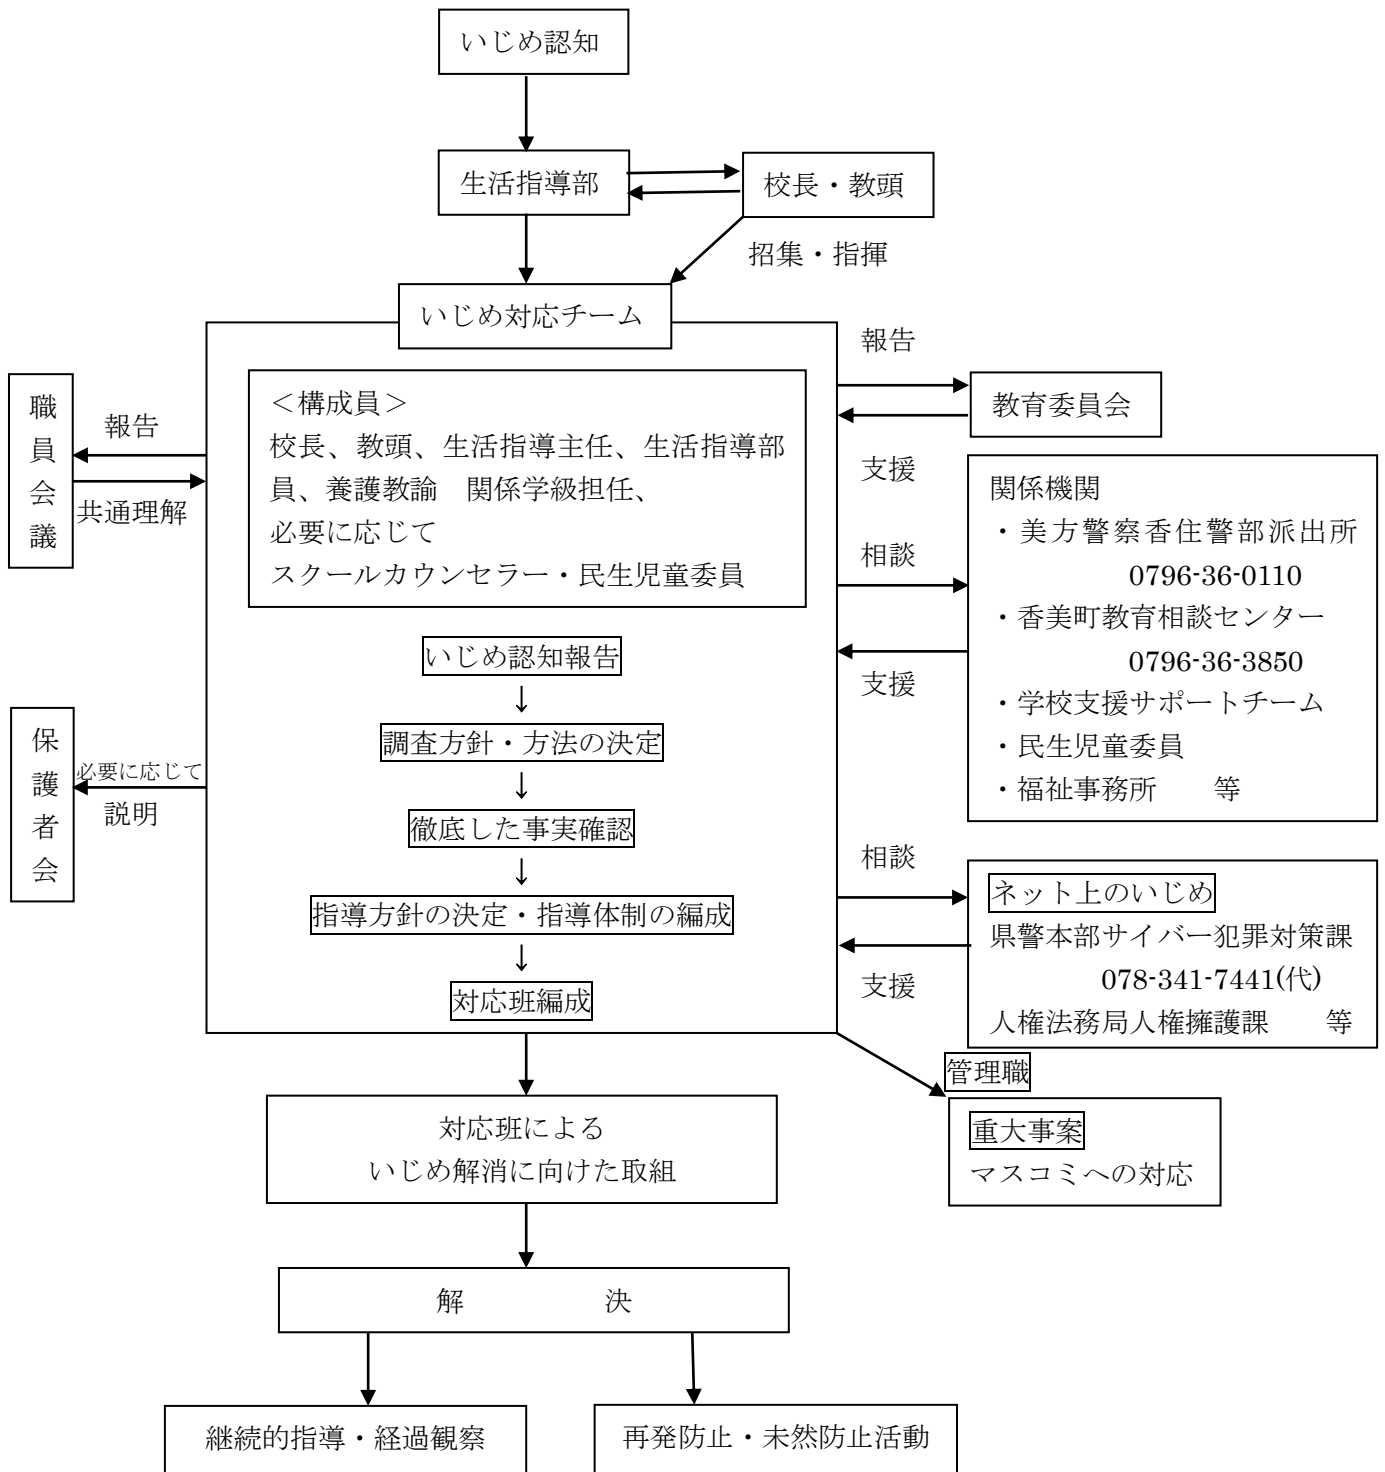 いじめ認知
生活指導部
校長・教頭
招集・指揮
いじめ対応チーム
<構成員>
校長、教頭、生活指導主任、生活指導部
員、養護教諭　関係学級担任、
必要に応じて
スクールカウンセラー・民生児童委員
職員会議
報告
共通理解
保護者会
必要に応じて
説明
いじめ認知報告
↓
調査方針・方法の決定
↓
徹底した事実確認
↓
指導方針の決定・指導体制の編成
↓
対応班編成
報告
教育委員会
支援
相談
支援
関係機関
・美方警察香住警部派出所
0796-36-0110
・香美町教育相談センター
0796-36-3850
・学校支援サポートチーム
・民生児童委員
・福祉事務所　　等
相談
支援
ネット上のいじめ
県警本部サイバー犯罪対策課
078-341-7441(代)
人権法務局人権擁護課　　等
管理職
重大事案
マスコミへの対応
対応班による
いじめ解消に向けた取組
解　　　　　決
継続的指導・経過観察
再発防止・未然防止活動